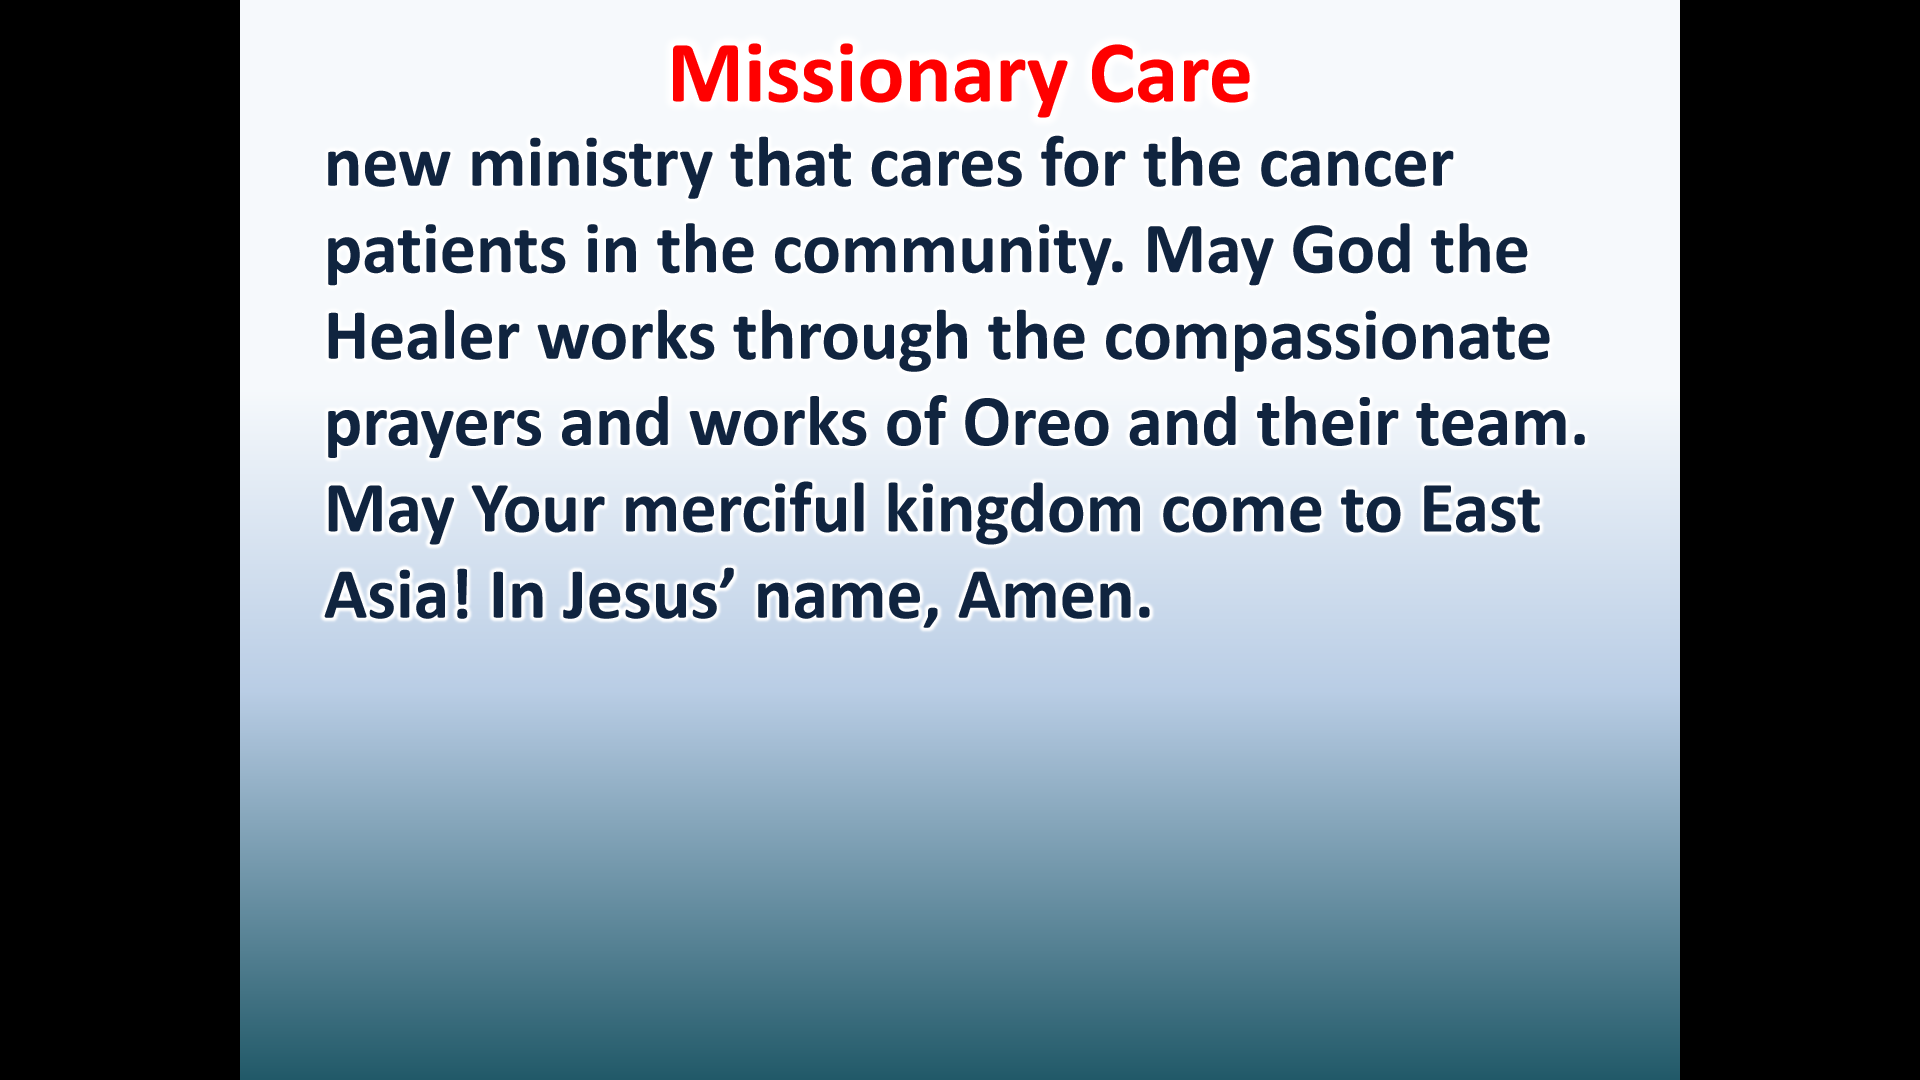 Missionary Care
new ministry that cares for the cancer
patients in the community. May God the
Healer works through the compassionate
prayers and works of Oreo and their team.
May Your merciful kingdom come to East
Asia! In Jesus’ name, Amen.